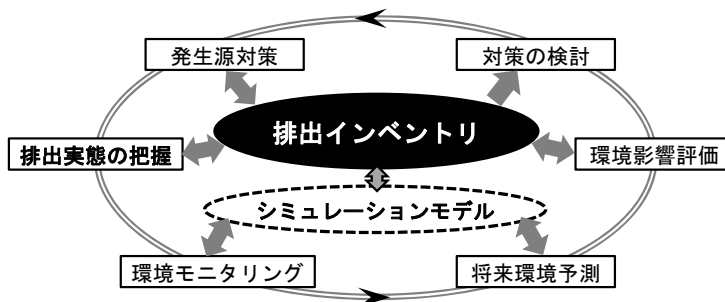 発生源対策
対策の検討
排出インベントリ
排出実態の把握
環境影響評価
シミュレーションモデル
環境モニタリング
将来環境予測